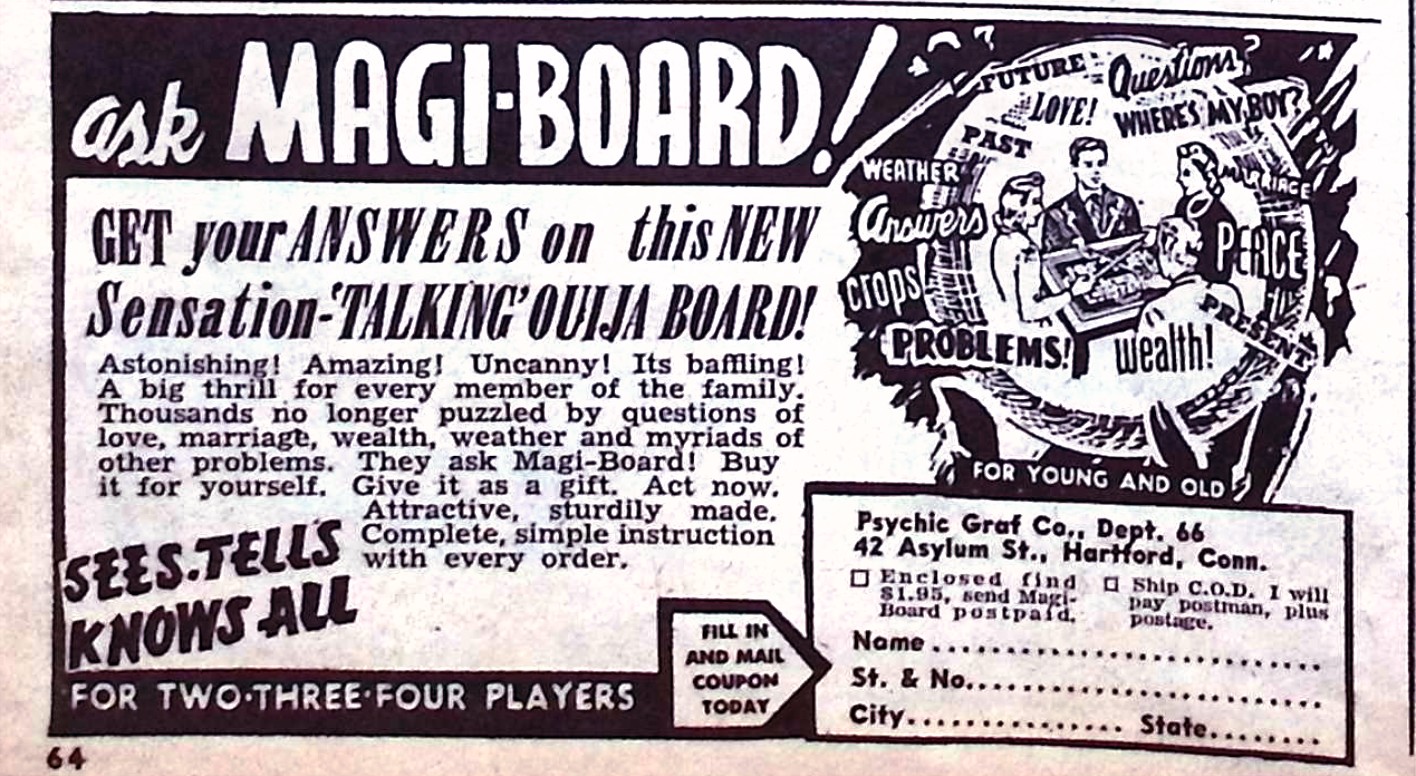 ask MAGI-BOARD!
GET your ANSWERS on this NEW
Sensation-'TALKING' OUIJA BOARD!
Astonishing! Amazing! Uncanny! Its baffling!
A big thrill for every member of the family.
Thousands no longer puzzled by questions of
love, marriage, wealth, weather and myriads of
other problems. They ask Magi-Board! Buy
it for yourself. Give it as a gift. Act now.
Attractive, sturdily made.
Complete, simple instruction
with every order.
SEES.TELLS
KNOWS ALL
FOR TWO·THREE·FOUR PLAYERS
FUTURE
Questions?
LOVE!
WHERE'S MY BOY?
PAST
WEATHER
MARRIAGE
Answers
PEACE
crops
PRESENT
PROBLEMS!
wealth!
FOR YOUNG AND OLD
FILL IN
AND MAIL
COUPON
TODAY
Psychic Graf Co., Dept. 66
42 Asylum St., Hartford, Conn.
□ Enclosed find
$1.95, send Magi-
Board postpaid.
□ Ship C.O.D. I will
pay postman, plus
postage.
Name
St. & No.
City State
64